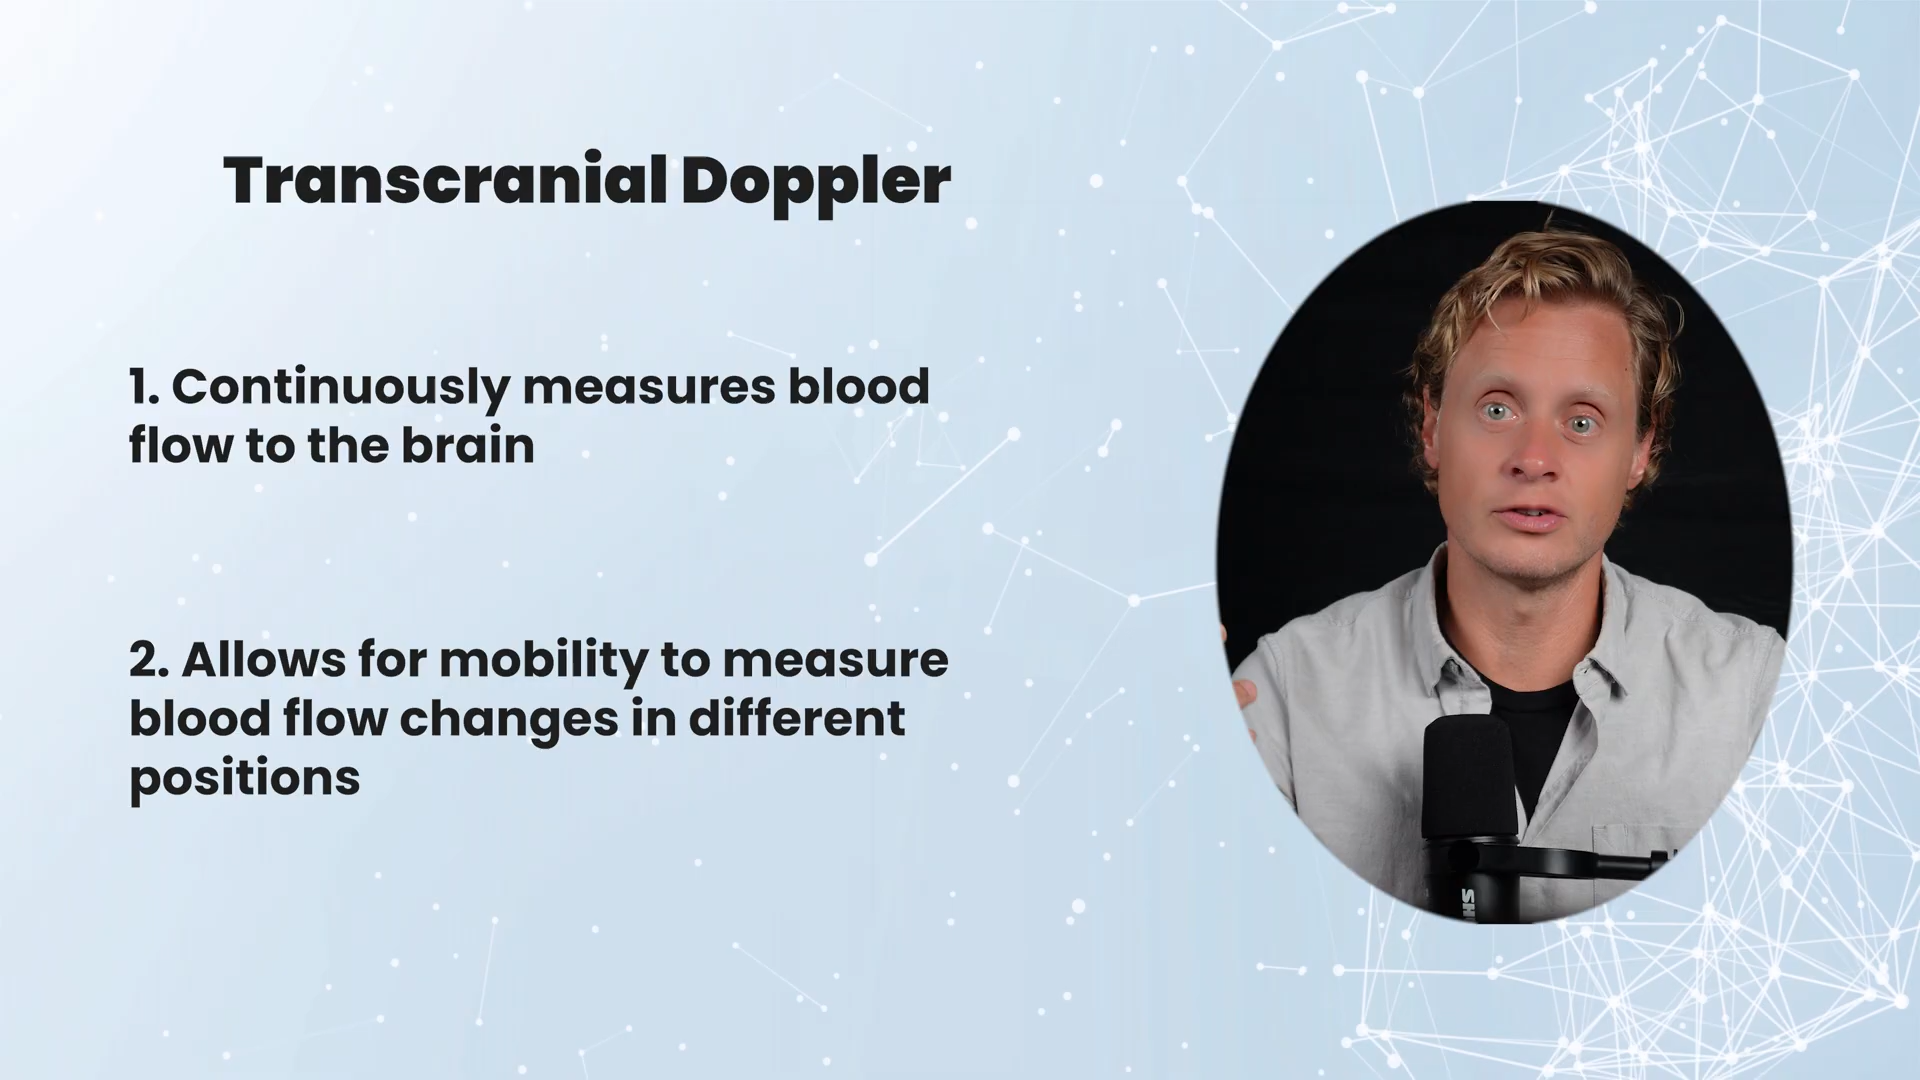 Transcranial Doppler
1. Continuously measures blood
flow to the brain
2. Allows for mobility to measure
blood flow changes in different
positions